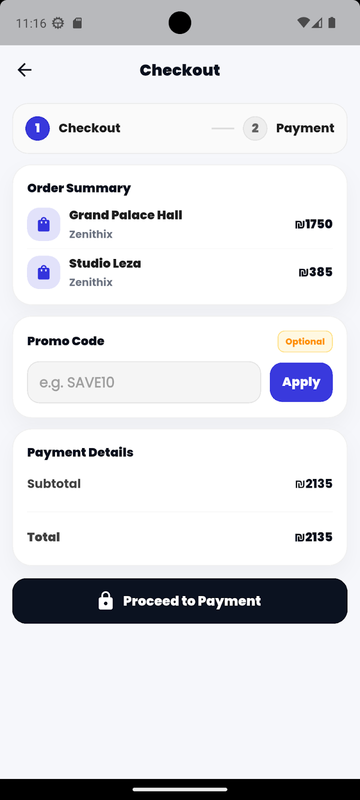 11:16
Checkout
1 Checkout 2 Payment
Order Summary
Grand Palace Hall
Zenithix
₪1750
Studio Leza
Zenithix
₪385
Promo Code Optional
e.g. SAVE10 Apply
Payment Details
Subtotal ₪2135
Total ₪2135
Proceed to Payment